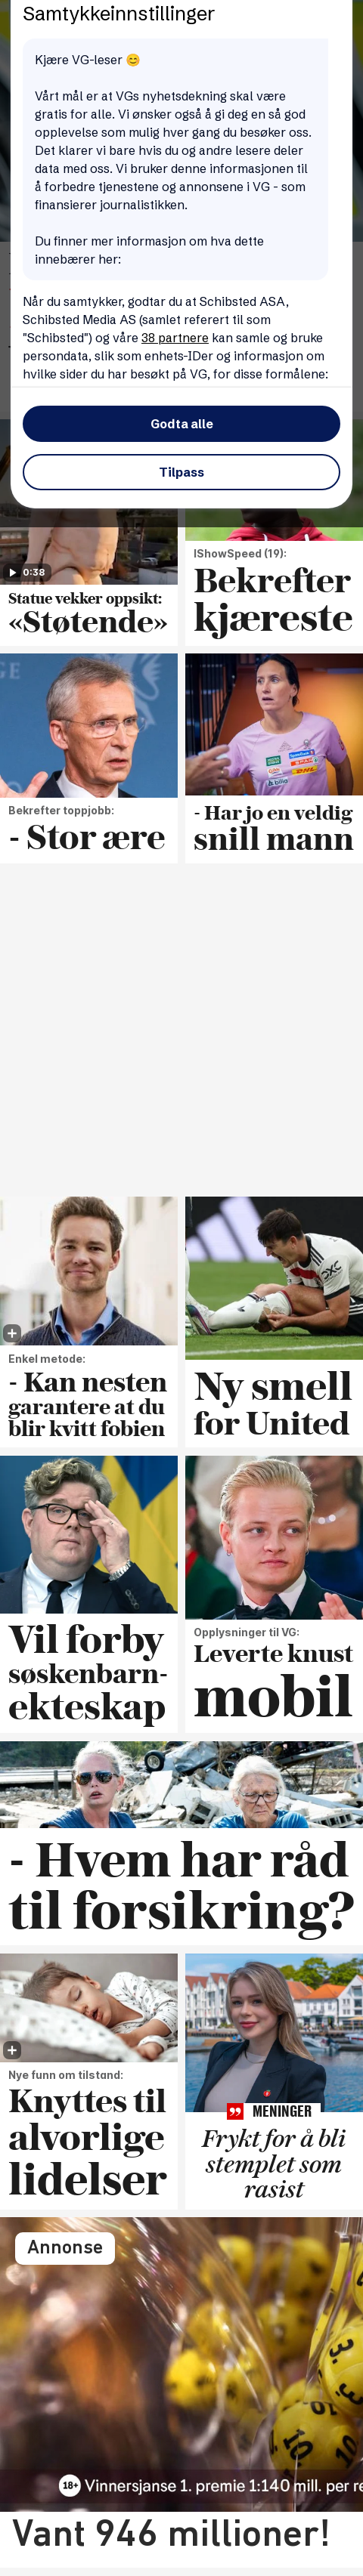 Samtykkeinnstillinger
Kjære VG-leser 😊
Vårt mål er at VGs nyhetsdekning skal være
gratis for alle. Vi ønsker også å gi deg en så god
opplevelse som mulig hver gang du besøker oss.
Det klarer vi bare hvis du og andre lesere deler
data med oss. Vi bruker denne informasjonen til
å forbedre tjenestene og annonsene i VG - som
finansierer journalistikken.
Du finner mer informasjon om hva dette
innebærer her:
Når du samtykker, godtar du at Schibsted ASA,
Schibsted Media AS (samlet referert til som
"Schibsted") og våre 38 partnere kan samle og bruke
persondata, slik som enhets-IDer og informasjon om
hvilke sider du har besøkt på VG, for disse formålene:
Godta alle
Tilpass
0:38
Statue vekker oppsikt:
«Støtende»
IShowSpeed (19):
Bekrefter
kjæreste
Bekrefter toppjobb:
- Stor ære
- Har jo en veldig
snill mann
Enkel metode:
- Kan nesten
garantere at du
blir kvitt fobien
Ny smell
for United
Vil forby
søskenbarn-
ekteskap
Opplysninger til VG:
Leverte knust
mobil
- Hvem har råd
til forsikring?
Nye funn om tilstand:
Knyttes til
alvorlige
lidelser
MENINGER
Frykt for å bli
stemplet som
rasist
Annonse
18+ Vinnersjanse 1. premie 1:140 mill. per re
Vant 946 millioner!